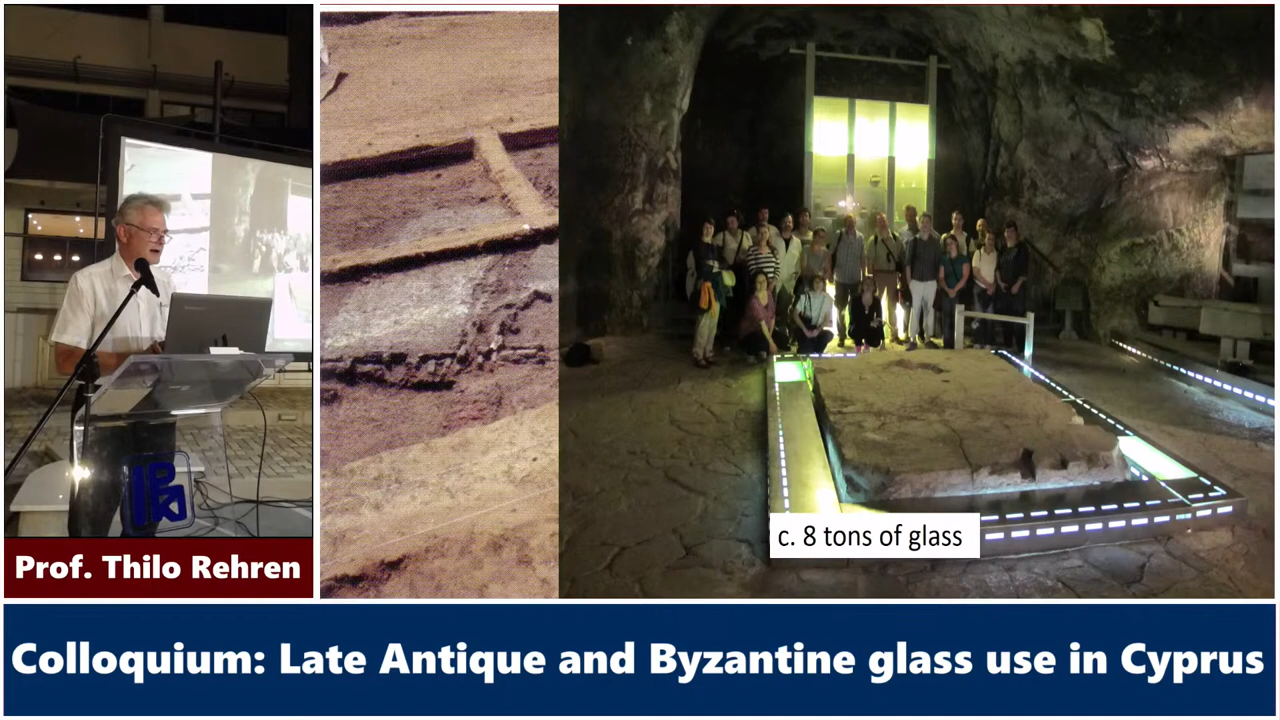 c. 8 tons of glass
Prof. Thilo Rehren
Colloquium: Late Antique and Byzantine glass use in Cyprus